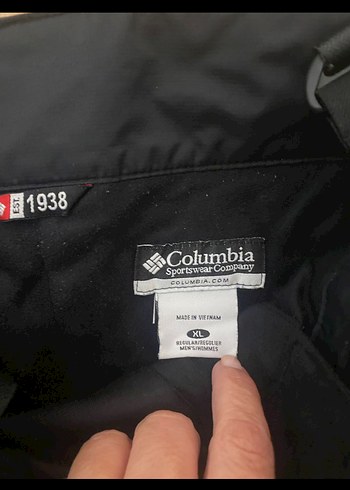 EST. 1938
Columbia
Sportswear Company
COLUMBIA.COM
MADE IN VIETNAM
XL
REGULAR/REGULIER
MEN'S/HOMMES